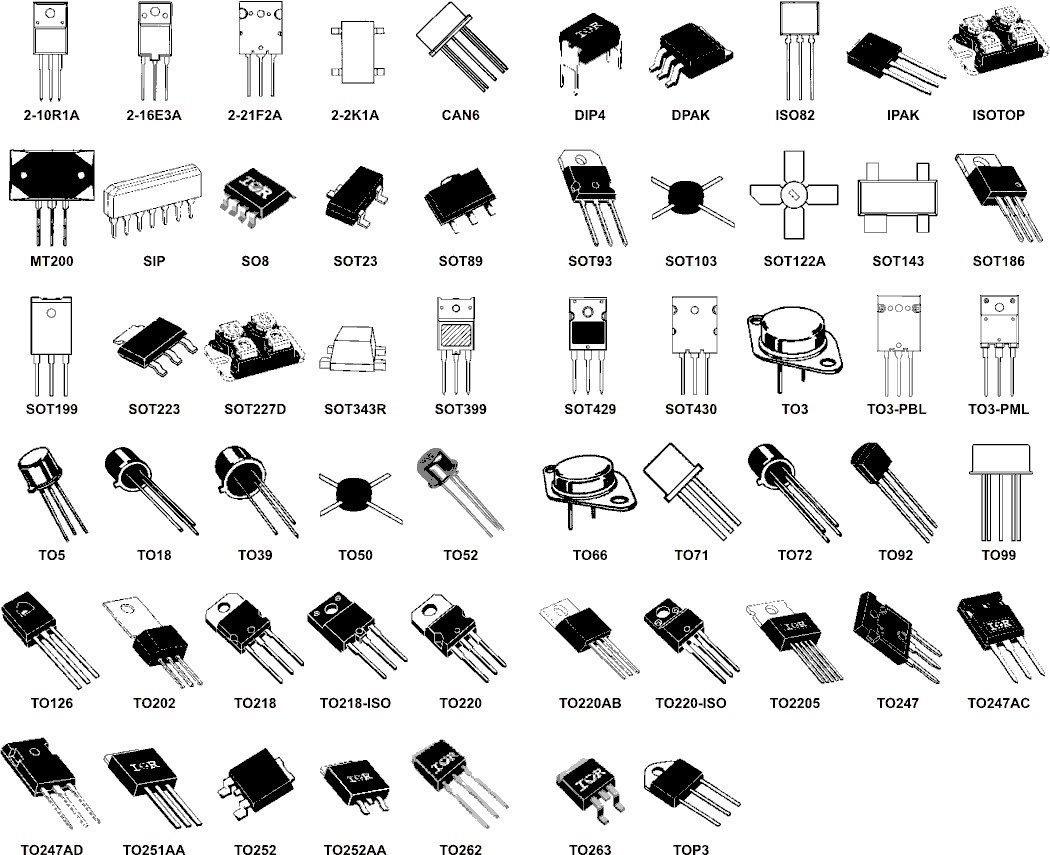 2-10R1A 2-16E3A 2-21F2A 2-2K1A CAN6 DIP4 DPAK ISO82 IPAK ISOTOP
MT200 SIP SO8 SOT23 SOT89 SOT93 SOT103 SOT122A SOT143 SOT186
SOT199 SOT223 SOT227D SOT343R SOT399 SOT429 SOT430 TO3 TO3-PBL TO3-PML
TO5 TO18 TO39 TO50 TO52 TO66 TO71 TO72 TO92 TO99
TO126 TO202 TO218 TO218-ISO TO220 TO220AB TO220-ISO TO2205 TO247 TO247AC
TO247AD TO251AA TO252 TO252AA TO262 TO263 TOP3